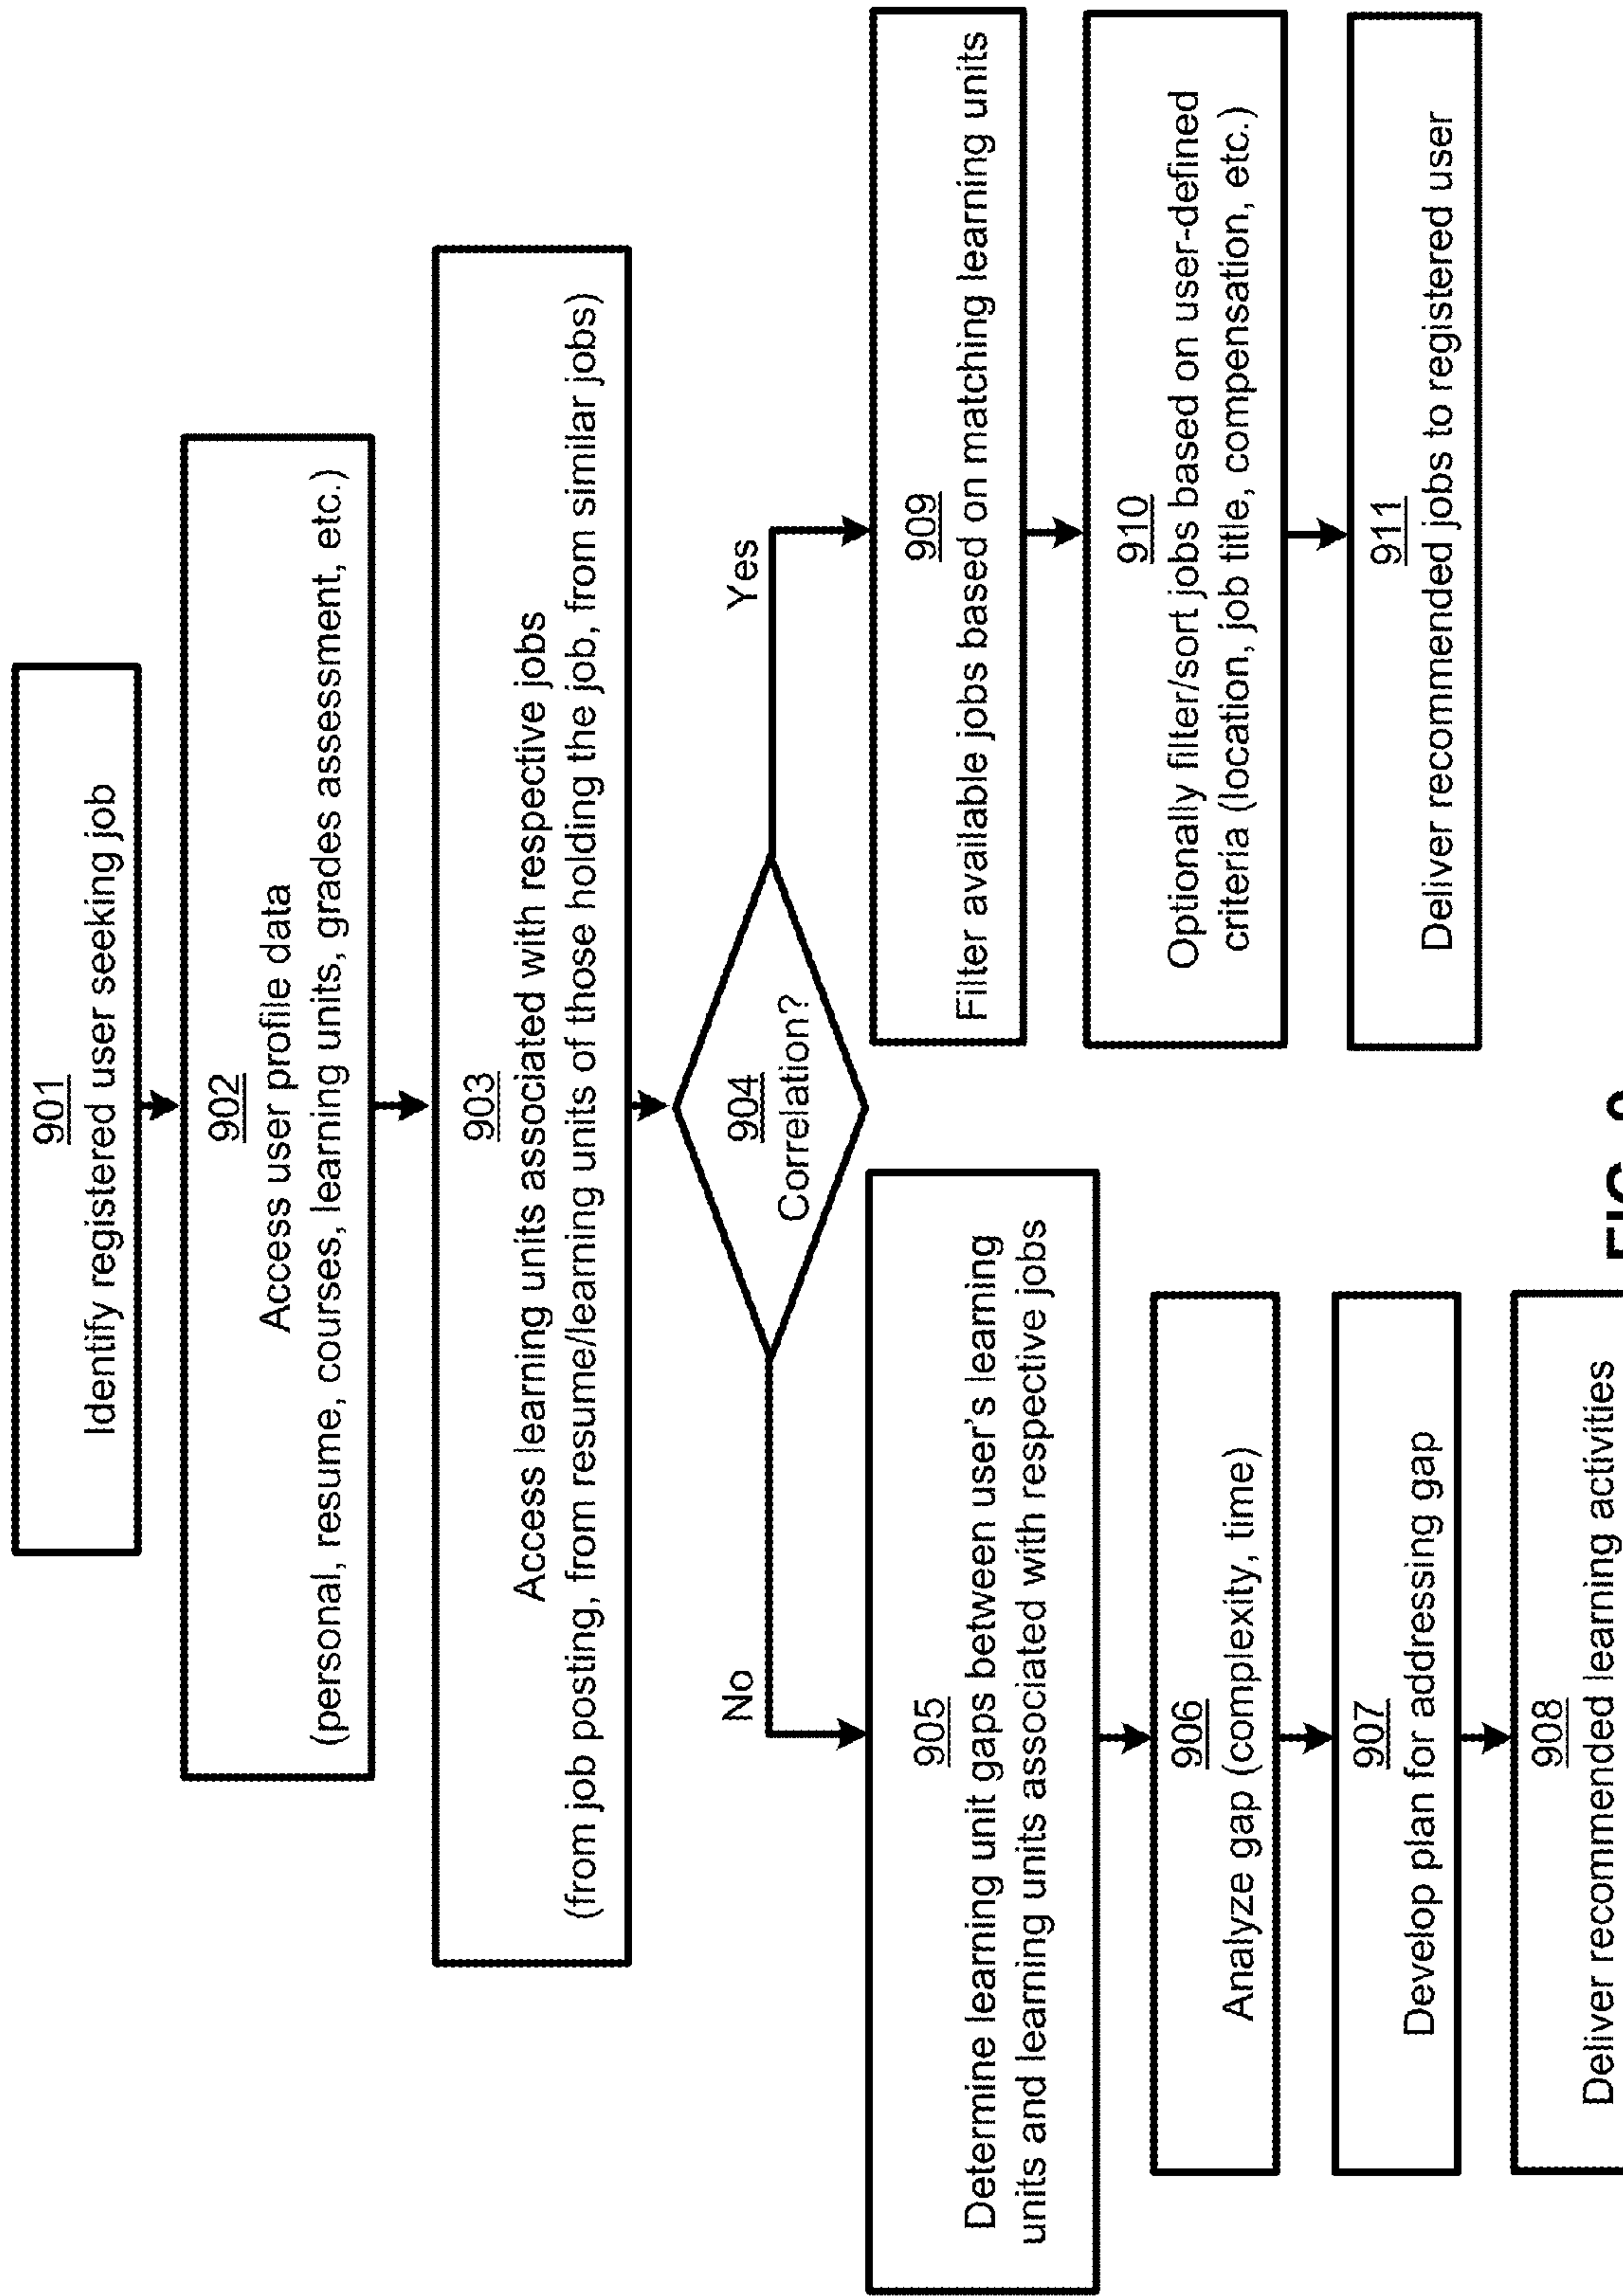 901
Identify registered user seeking job
902
Access user profile data
(personal, resume, courses, learning units, grades assessment, etc.)
903
Access learning units associated with respective jobs
(from job posting, from resume/learning units of those holding the job, from similar jobs)
904
Correlation?
No
Yes
905
Determine learning unit gaps between user's learning
units and learning units associated with respective jobs
906
Analyze gap (complexity, time)
907
Develop plan for addressing gap
908
Deliver recommended learning activities
909
Filter available jobs based on matching learning units
910
Optionally filter/sort jobs based on user-defined
criteria (location, job title, compensation, etc.)
911
Deliver recommended jobs to registered user